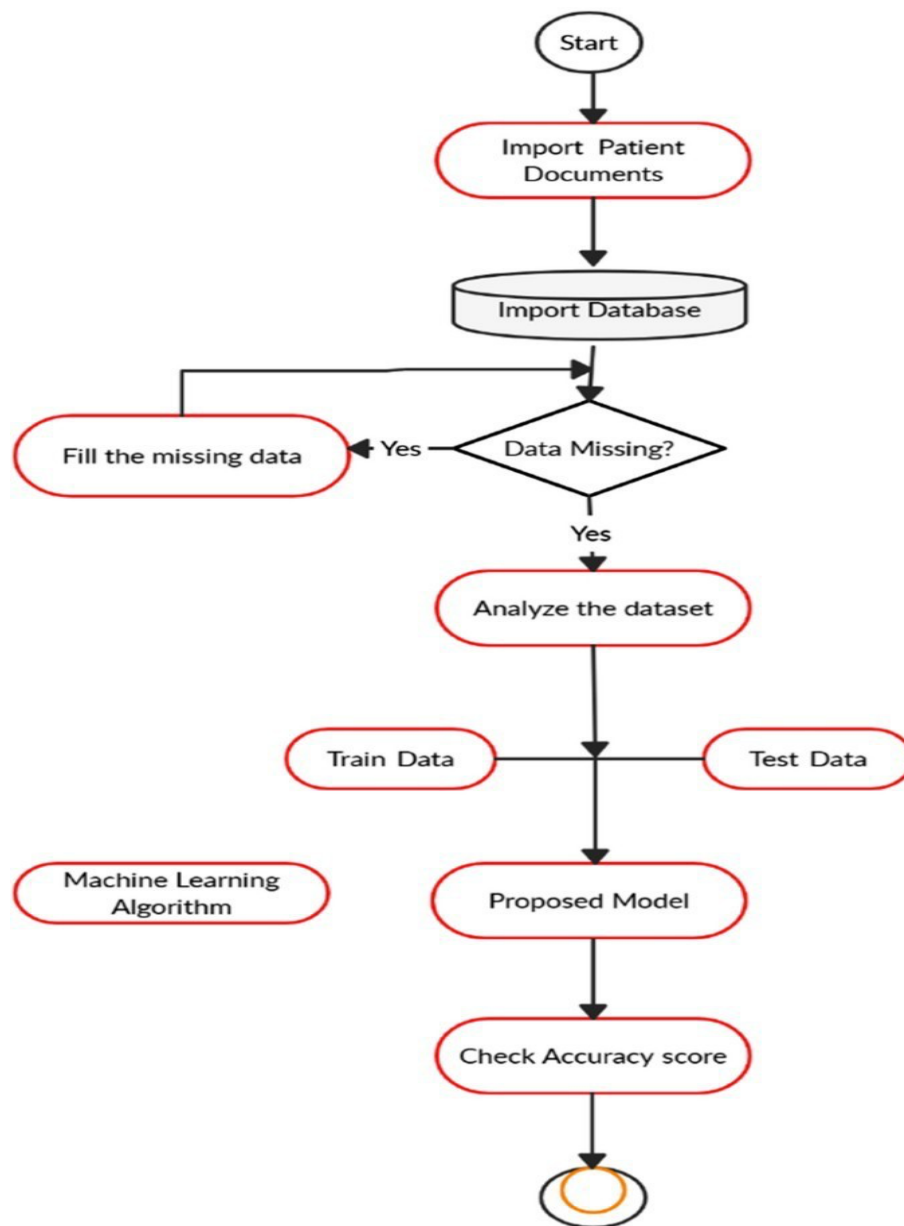 Start
Import Patient
Documents
Import Database
Fill the missing data
Yes
Data Missing?
Yes
Analyze the dataset
Train Data
Test Data
Machine Learning
Algorithm
Proposed Model
Check Accuracy score